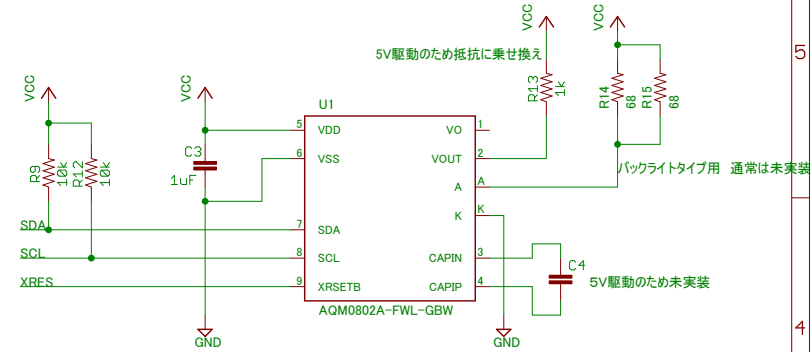 VCC
VCC
5
5V駆動のため抵抗に乗せ換え
VCC
VCC
R13
1k
R14
68
R15
68
U1
C3
1uF
R9
10k
R12
10k
5
VDD
VO
1
6
VSS
VOUT
2
バックライトタイプ用 通常は未実装
A
A
K
K
SDA
7
SDA
SCL
8
SCL
CAPIN
3
C4
XRES
9
XRSETB
CAPIP
4
5V駆動のため未実装
AQM0802A-FWL-GBW
4
GND
GND